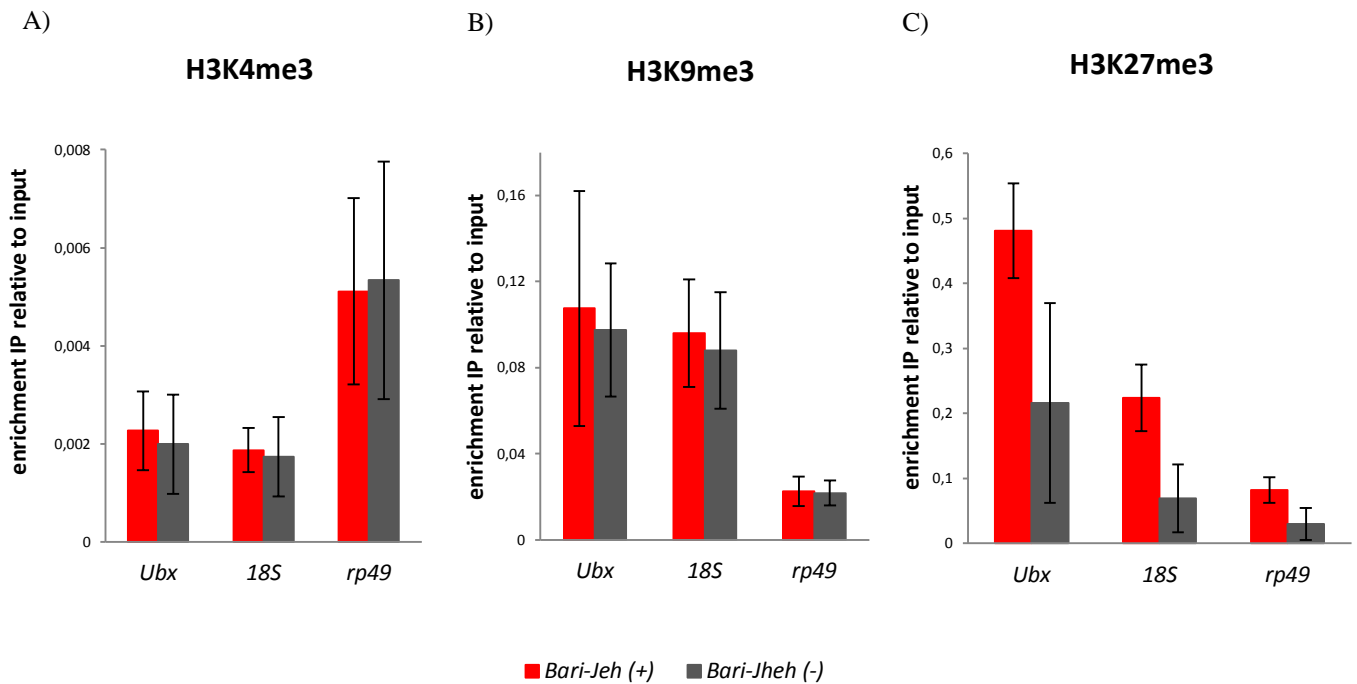 A)
H3K4me3
enrichment IP relative to input
0,008
0,006
0,004
0,002
0
Ubx 18S rp49
B)
H3K9me3
enrichment IP relative to input
0,16
0,12
0,08
0,04
0
Ubx 18S rp49
C)
H3K27me3
enrichment IP relative to input
0,6
0,5
0,4
0,3
0,2
0,1
0
Ubx 18S rp49
Bari-Jeh (+) Bari-Jheh (-)